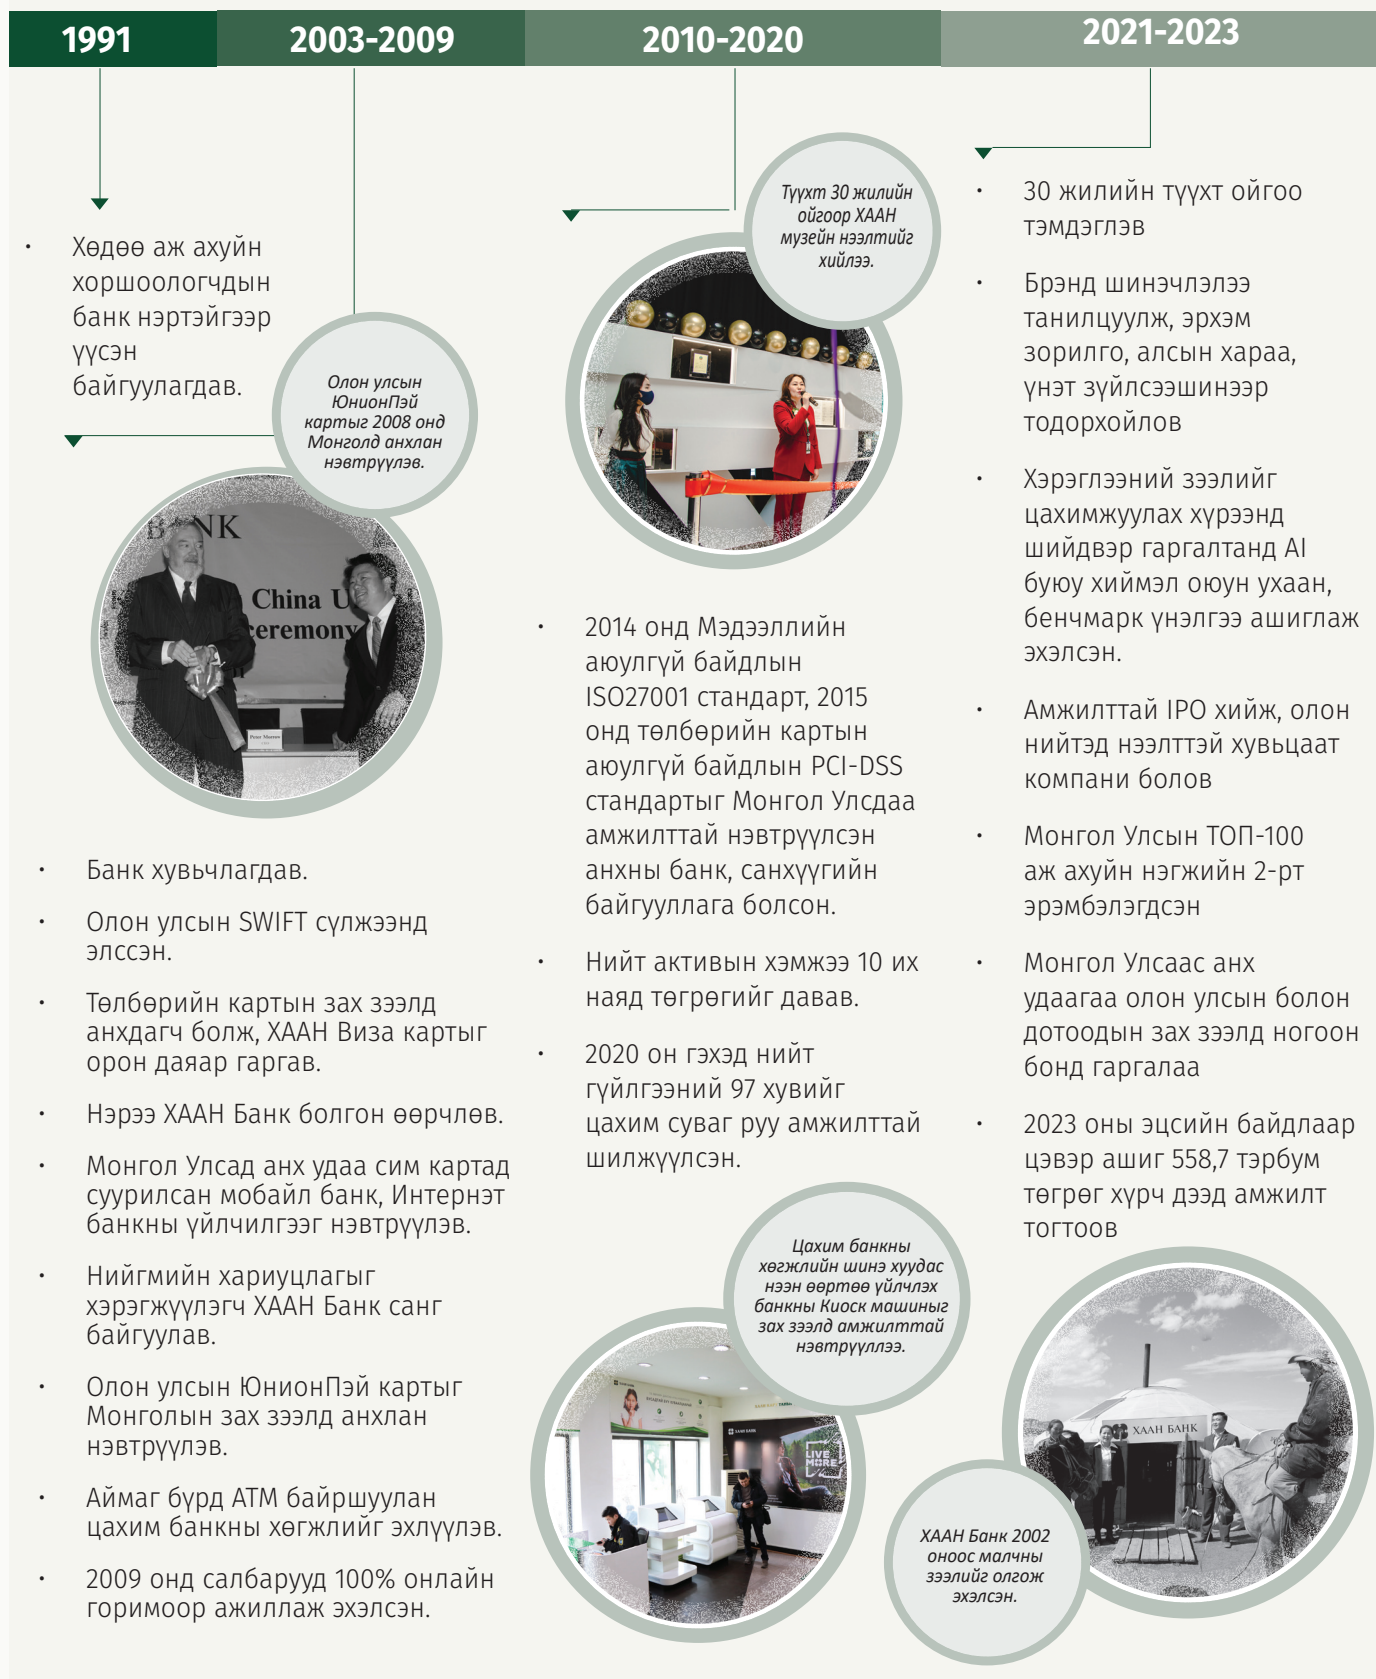 1991
2003-2009
2010-2020
2021-2023
Хөдөө аж ахуйн
хоршоологчдын
банк нэртэйгээр
үүсэн
байгуулагдав.
Олон улсын
ЮнионПэй
картыг 2008 онд
Монголд анхлан
нэвтрүүлэв.
BANK
China U
ceremony
Peter Morrow
Банк хувьчлагдав.
Олон улсын SWIFT сүлжээнд
элссэн.
Төлбөрийн картын зах зээлд
анхдагч болж, ХААН Виза картыг
орон даяар гаргав.
Нэрээ ХААН Банк болгон өөрчлөв.
Монгол Улсад анх удаа сим картад
суурилсан мобайл банк, Интернэт
банкны үйлчилгээг нэвтрүүлэв.
Нийгмийн хариуцлагыг
хэрэгжүүлэгч ХААН Банк санг
байгуулав.
Олон улсын ЮнионПэй картыг
Монголын зах зээлд анхлан
нэвтрүүлэв.
Аймаг бүрд АТМ байршуулан
цахим банкны хөгжлийг эхлүүлэв.
2009 онд салбарууд 100% онлайн
горимоор ажиллаж эхэлсэн.
Түүхт 30 жилийн
ойгоор ХААН
музейн нээлтийг
хийлээ.
2014 онд Мэдээллийн
аюулгүй байдлын
ISO27001 стандарт, 2015
онд төлбөрийн картын
аюулгүй байдлын PCI-DSS
стандартыг Монгол Улсдаа
амжилттай нэвтрүүлсэн
анхны банк, санхүүгийн
байгууллага болсон.
Нийт активын хэмжээ 10 их
наяд төгрөгийг давав.
2020 он гэхэд нийт
гүйлгээний 97 хувийг
цахим суваг руу амжилттай
шилжүүлсэн.
Цахим банкны
хөгжлийн шинэ хуудас
нээн өөртөө үйлчлэх
банкны Киоск машиныг
зах зээлд амжилттай
нэвтрүүллээ.
ХААН БАНК
LIVE
MORE
30 жилийн түүхт ойгоо
тэмдэглэв
Брэнд шинэчлэлээ
танилцуулж, эрхэм
зорилго, алсын хараа,
үнэт зүйлсээшинээр
тодорхойлов
Хэрэглээний зээлийг
цахимжуулах хүрээнд
шийдвэр гаргалтанд AI
буюу хиймэл оюун ухаан,
бенчмарк үнэлгээ ашиглаж
эхэлсэн.
Амжилттай IPO хийж, олон
нийтэд нээлттэй хувьцаат
компани болов
Монгол Улсын ТОП-100
аж ахуйн нэгжийн 2-рт
эрэмбэлэгдсэн
Монгол Улсаас анх
удаагаа олон улсын болон
дотоодын зах зээлд ногоон
бонд гаргалаа
2023 оны эцсийн байдлаар
цэвэр ашиг 558,7 тэрбум
төгрөг хүрч дээд амжилт
тогтоов
ХААН БАНК
ХААН Банк 2002
оноос малчны
зээлийг олгож
эхэлсэн.